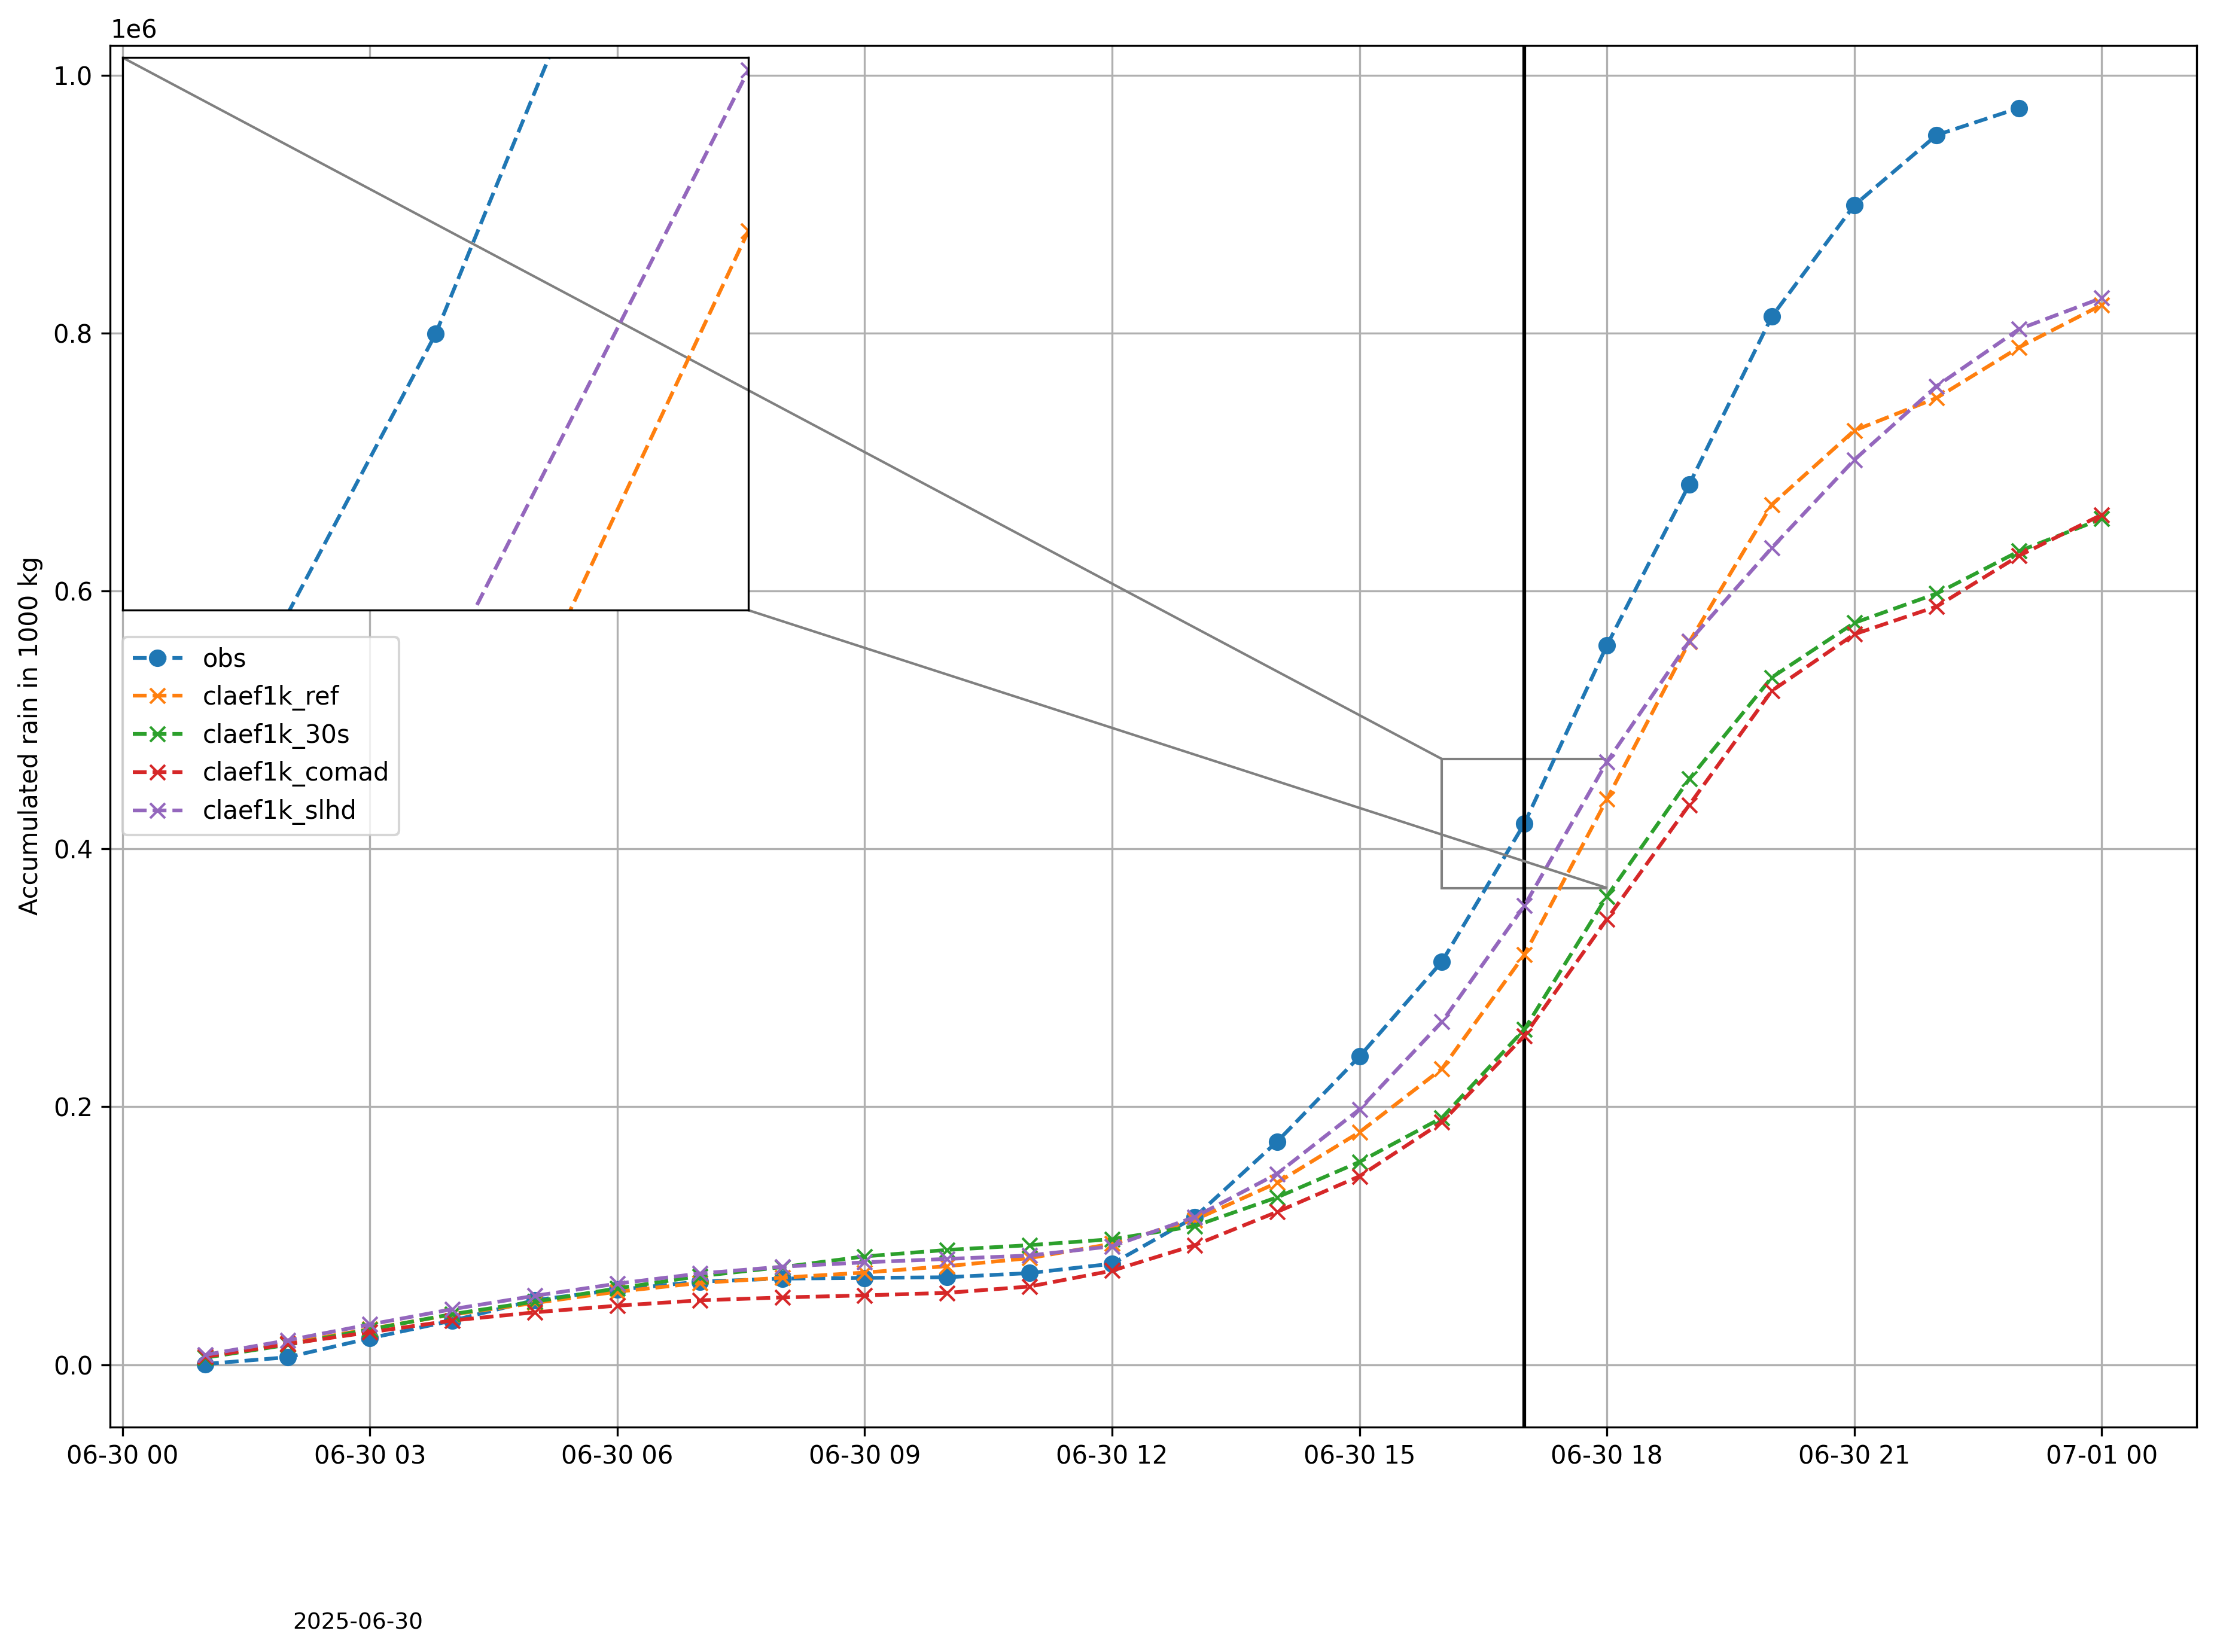 1e6
1.0
0.8
0.6
0.4
0.2
0.0
Accumulated rain in 1000 kg
obs
claef1k_ref
claef1k_30s
claef1k_comad
claef1k_slhd
06-30 00 06-30 03 06-30 06 06-30 09 06-30 12 06-30 15 06-30 18 06-30 21 07-01 00
2025-06-30